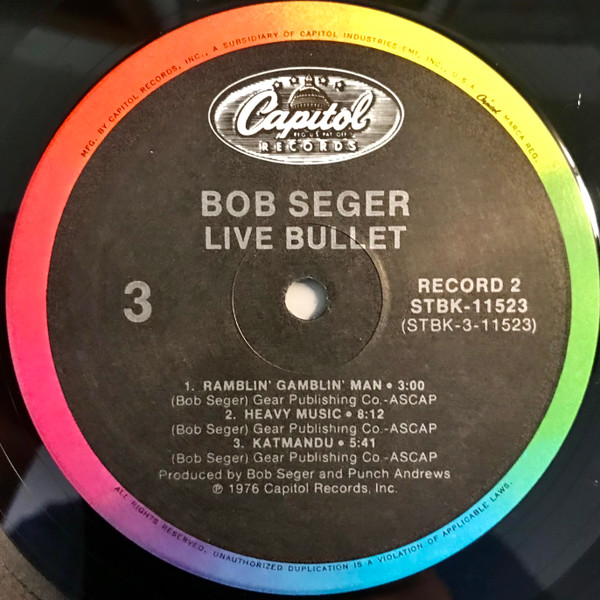 MFG. BY CAPITOL RECORDS, INC., A SUBSIDIARY OF CAPITOL INDUSTRIES-EMI, INC., U.S.A. Capitol MARCA REG.
Capitol
REG. U.S. PAT. OFF.
RECORDS
BOB SEGER
LIVE BULLET
3
RECORD 2
STBK-11523
(STBK-3-11523)
1. RAMBLIN' GAMBLIN' MAN • 3:00
(Bob Seger) Gear Publishing Co.-ASCAP
2. HEAVY MUSIC • 8:12
(Bob Seger) Gear Publishing Co.-ASCAP
3. KATMANDU • 5:41
(Bob Seger) Gear Publishing Co.-ASCAP
Produced by Bob Seger and Punch Andrews
℗ 1976 Capitol Records, Inc.
ALL RIGHTS RESERVED. UNAUTHORIZED DUPLICATION IS A VIOLATION OF APPLICABLE LAWS.